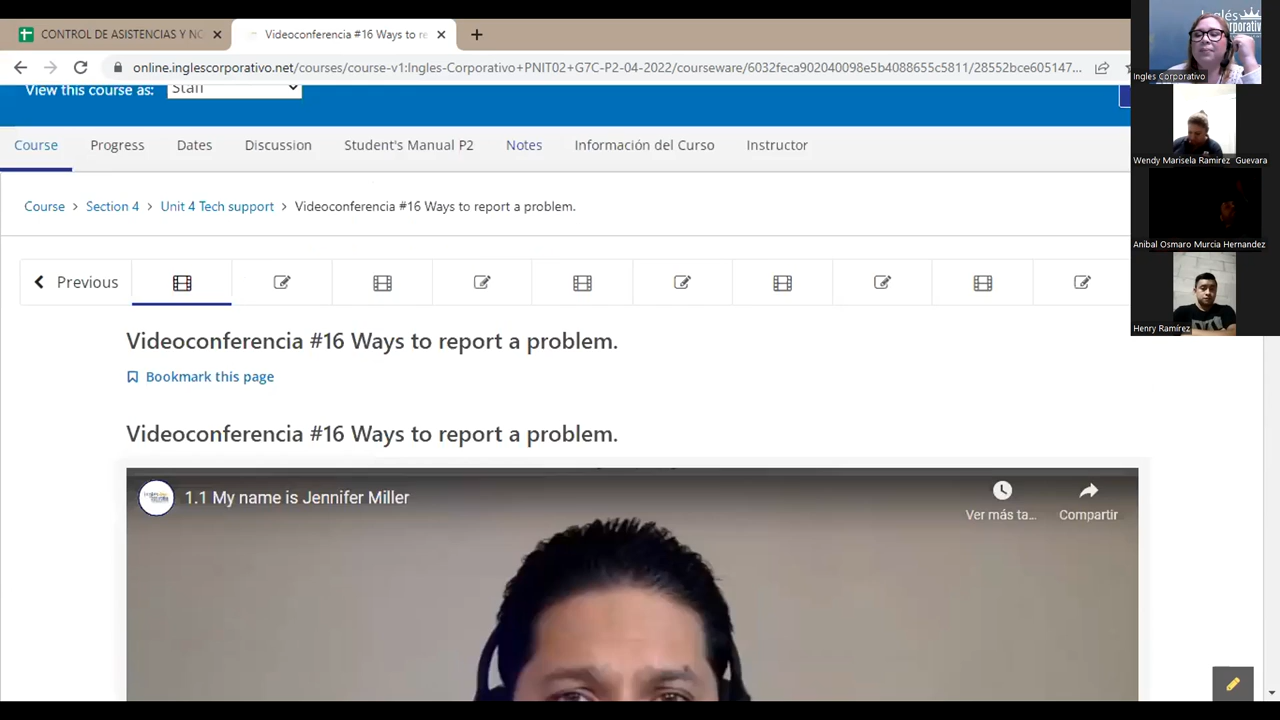 CONTROL DE ASISTENCIAS Y NO
Videoconferencia #16 Ways to re
online.inglescorporativo.net/courses/course-v1:Ingles-Corporativo+PNIT02+G7C-P2-04-2022/courseware/6032feca902040098e5b4088655c5811/28552bce605147...
View this course as:
Staff
Course
Progress
Dates
Discussion
Student's Manual P2
Notes
Información del Curso
Instructor
Course > Section 4 > Unit 4 Tech support > Videoconferencia #16 Ways to report a problem.
Previous
Videoconferencia #16 Ways to report a problem.
Bookmark this page
Videoconferencia #16 Ways to report a problem.
1.1 My name is Jennifer Miller
Ver más ta...
Compartir
Inglés
Ingles Corporativo
Wendy Marisela Ramirez Guevara
Anibal Osmaro Murcia Hernandez
Henry Ramírez